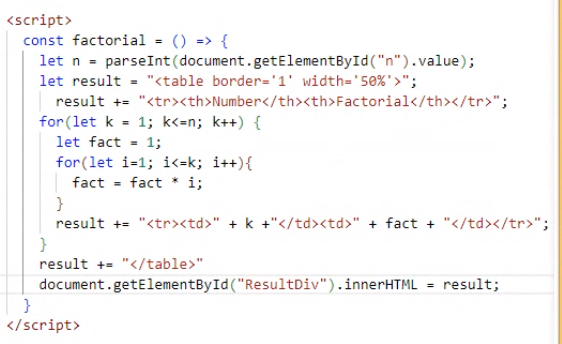 <script>
const factorial = () => {
let n = parseInt(document.getElementById("n").value);
let result = "<table border='1' width='50%'>";
result += "<tr><th>Number</th><th>Factorial</th></tr>";
for(let k = 1; k<=n; k++) {
let fact = 1;
for(let i=1; i<=k; i++){
fact = fact * i;
}
result += "<tr><td>" + k +"</td><td>" + fact + "</td></tr>";
}
result += "</table>"
document.getElementById("ResultDiv").innerHTML = result;
}
</script>